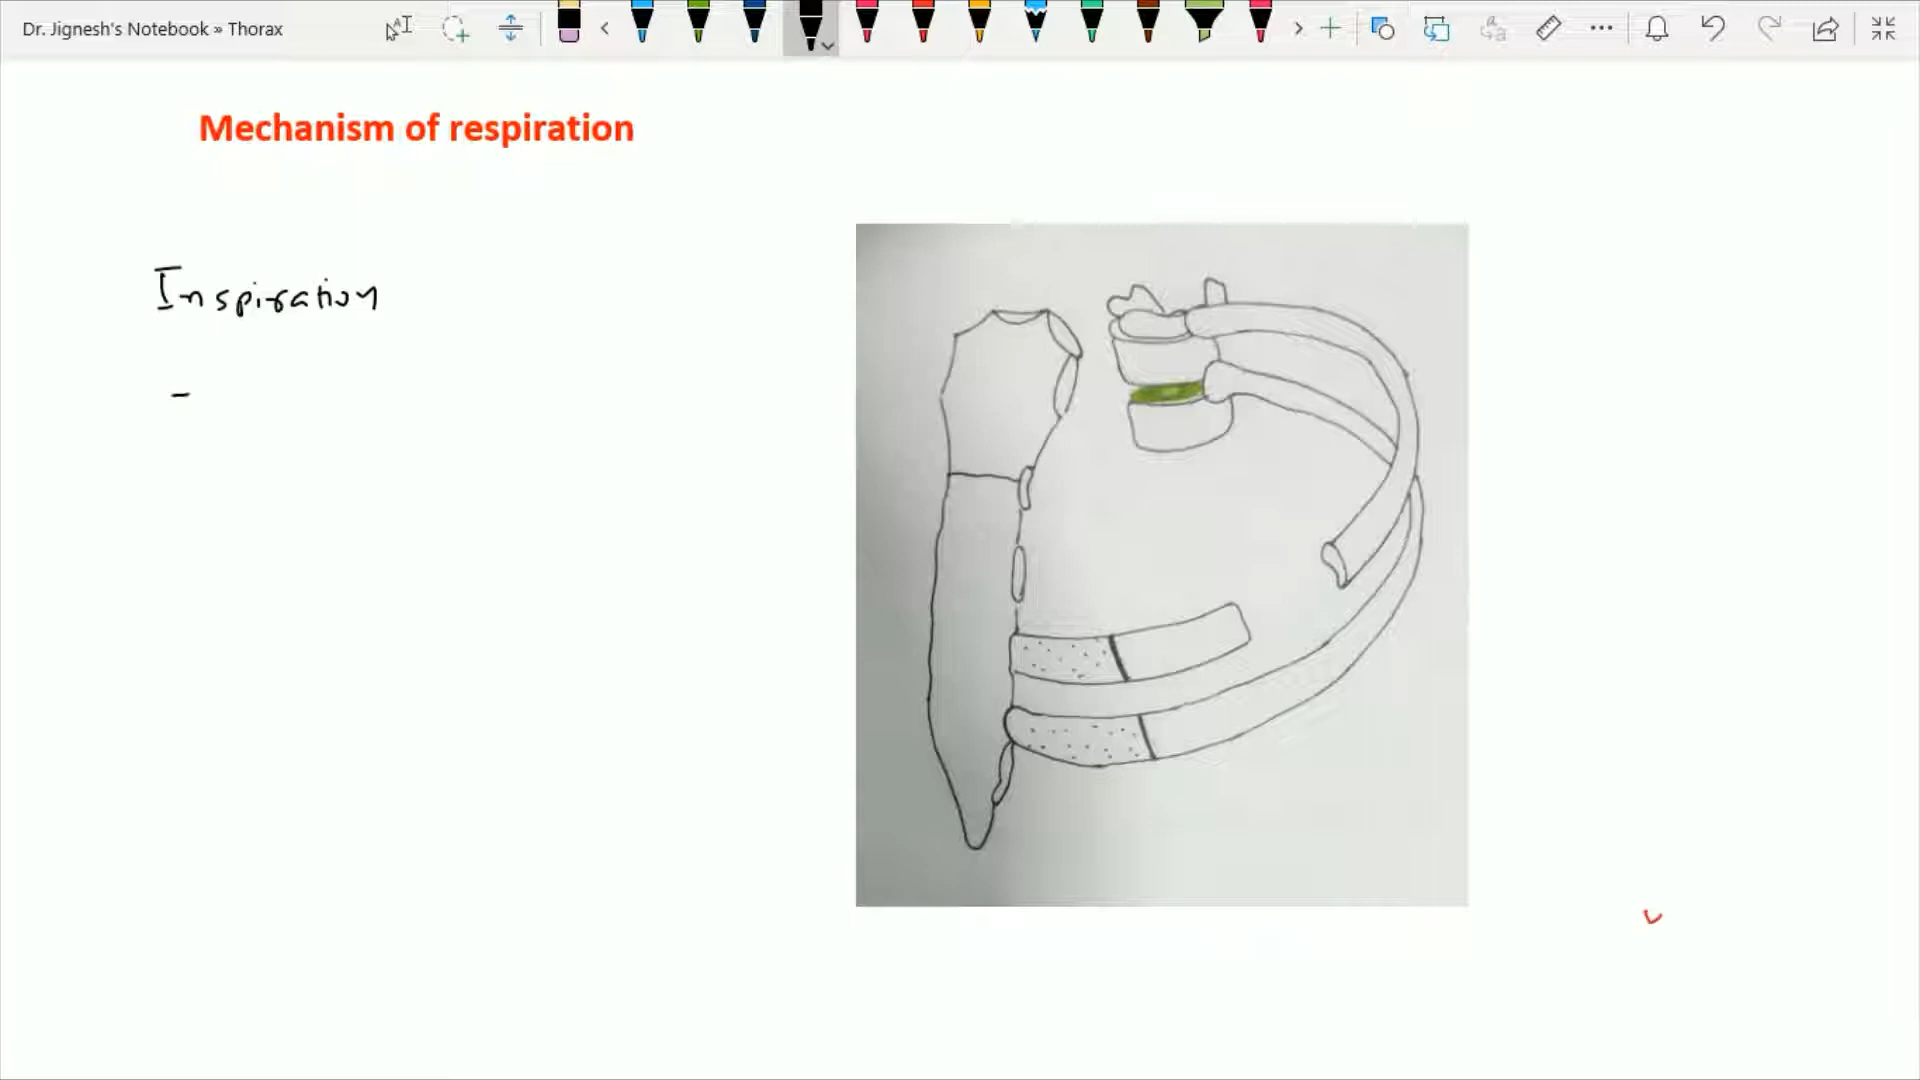 Dr. Jignesh's Notebook » Thorax
Mechanism of respiration
Inspiration
-